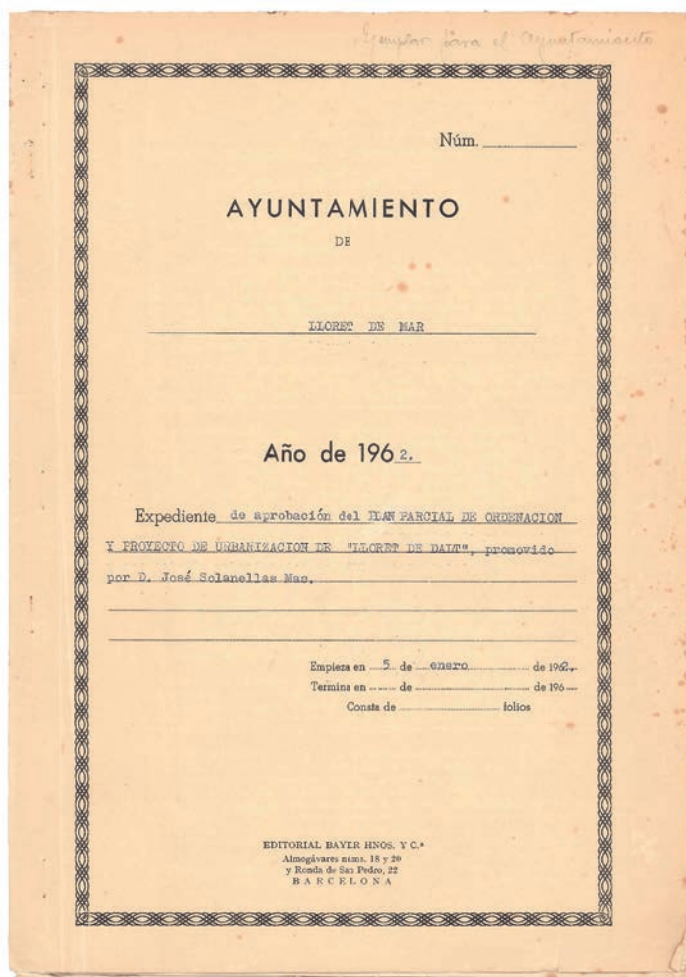 Ejemplar para el Ayuntamiento
Núm.
AYUNTAMIENTO
DE
LLORET DE MAR
Año de 1962.
Expediente de aprobación del PLAN PARCIAL DE ORDENACION
Y PROYECTO DE URBANIZACION DE "LLORET DE DALT", promovido
por D. José Solanellas Mas.
Empieza en 5 de enero de 1962.
Termina en de de 196
Consta de folios
EDITORIAL BAYER HNOS. Y C.ª
Almogávares núms. 18 y 20
y Ronda de San Pedro, 22
BARCELONA